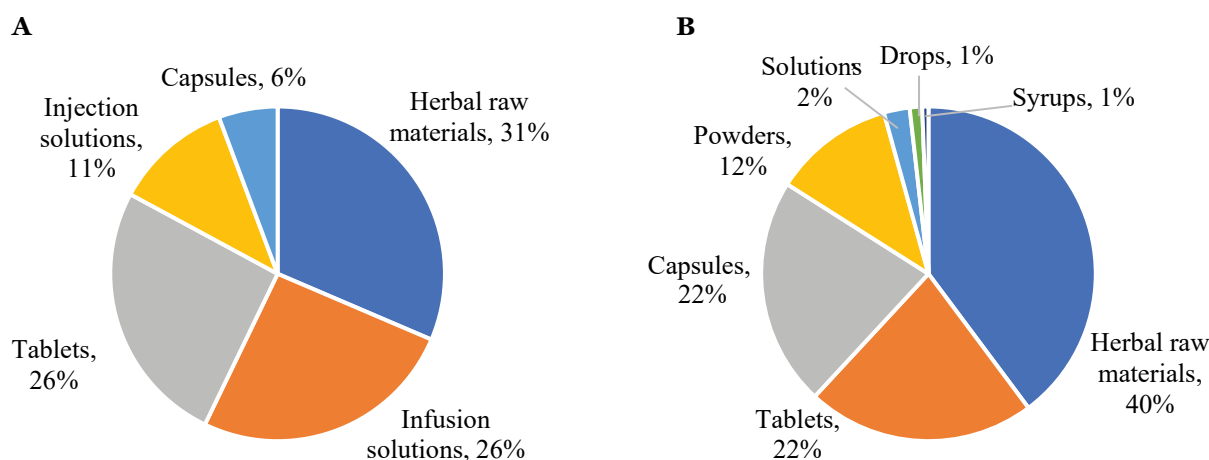 A
Capsules, 6%
Herbal raw
materials, 31%
Injection
solutions,
11%
Tablets,
26%
Infusion
solutions, 26%
B
Drops, 1%
Solutions
2%
Syrups, 1%
Powders,
12%
Capsules,
22%
Tablets,
22%
Herbal raw
materials,
40%